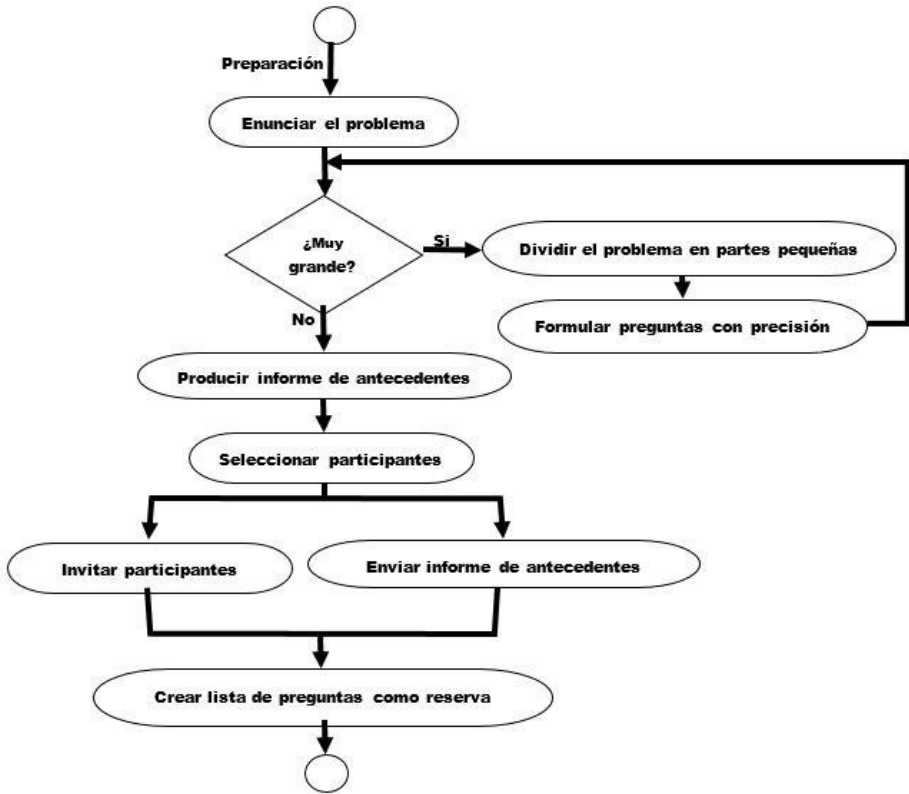 Preparación
Enunciar el problema
¿Muy
grande?
Si
Dividir el problema en partes pequeñas
Formular preguntas con precisión
No
Producir informe de antecedentes
Seleccionar participantes
Invitar participantes
Enviar informe de antecedentes
Crear lista de preguntas como reserva